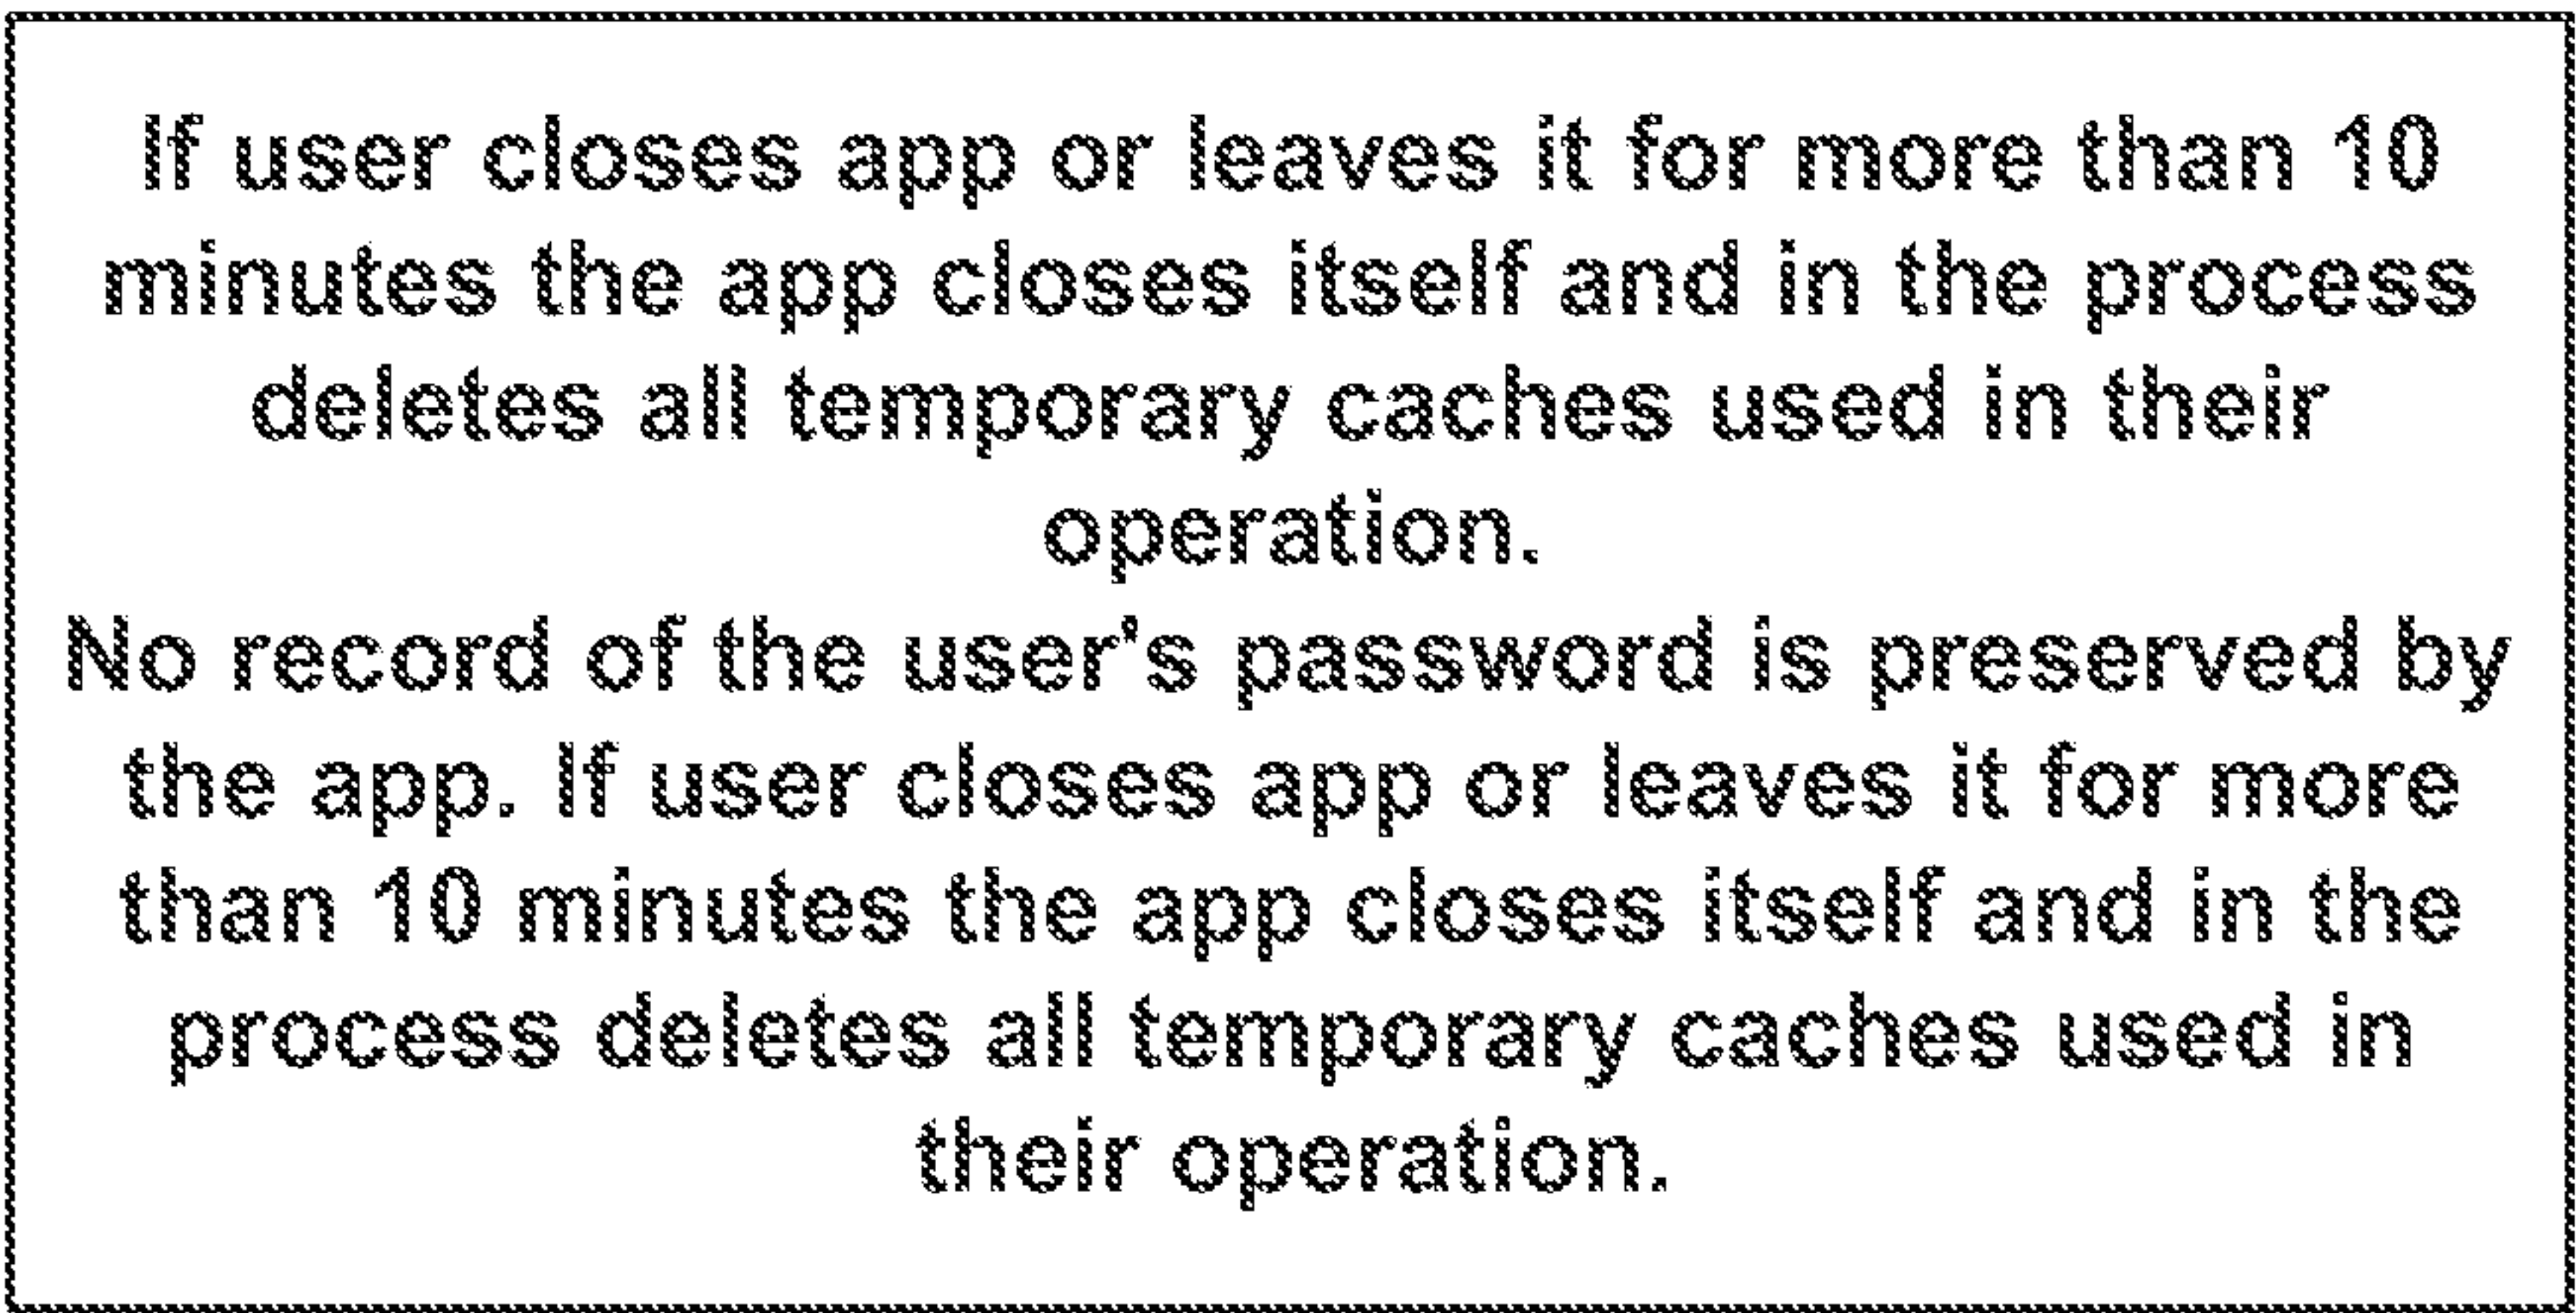 If user closes app or leaves it for more than 10
minutes the app closes itself and in the process
deletes all temporary caches used in their
operation.
No record of the user's password is preserved by
the app. If user closes app or leaves it for more
than 10 minutes the app closes itself and in the
process deletes all temporary caches used in
their operation.